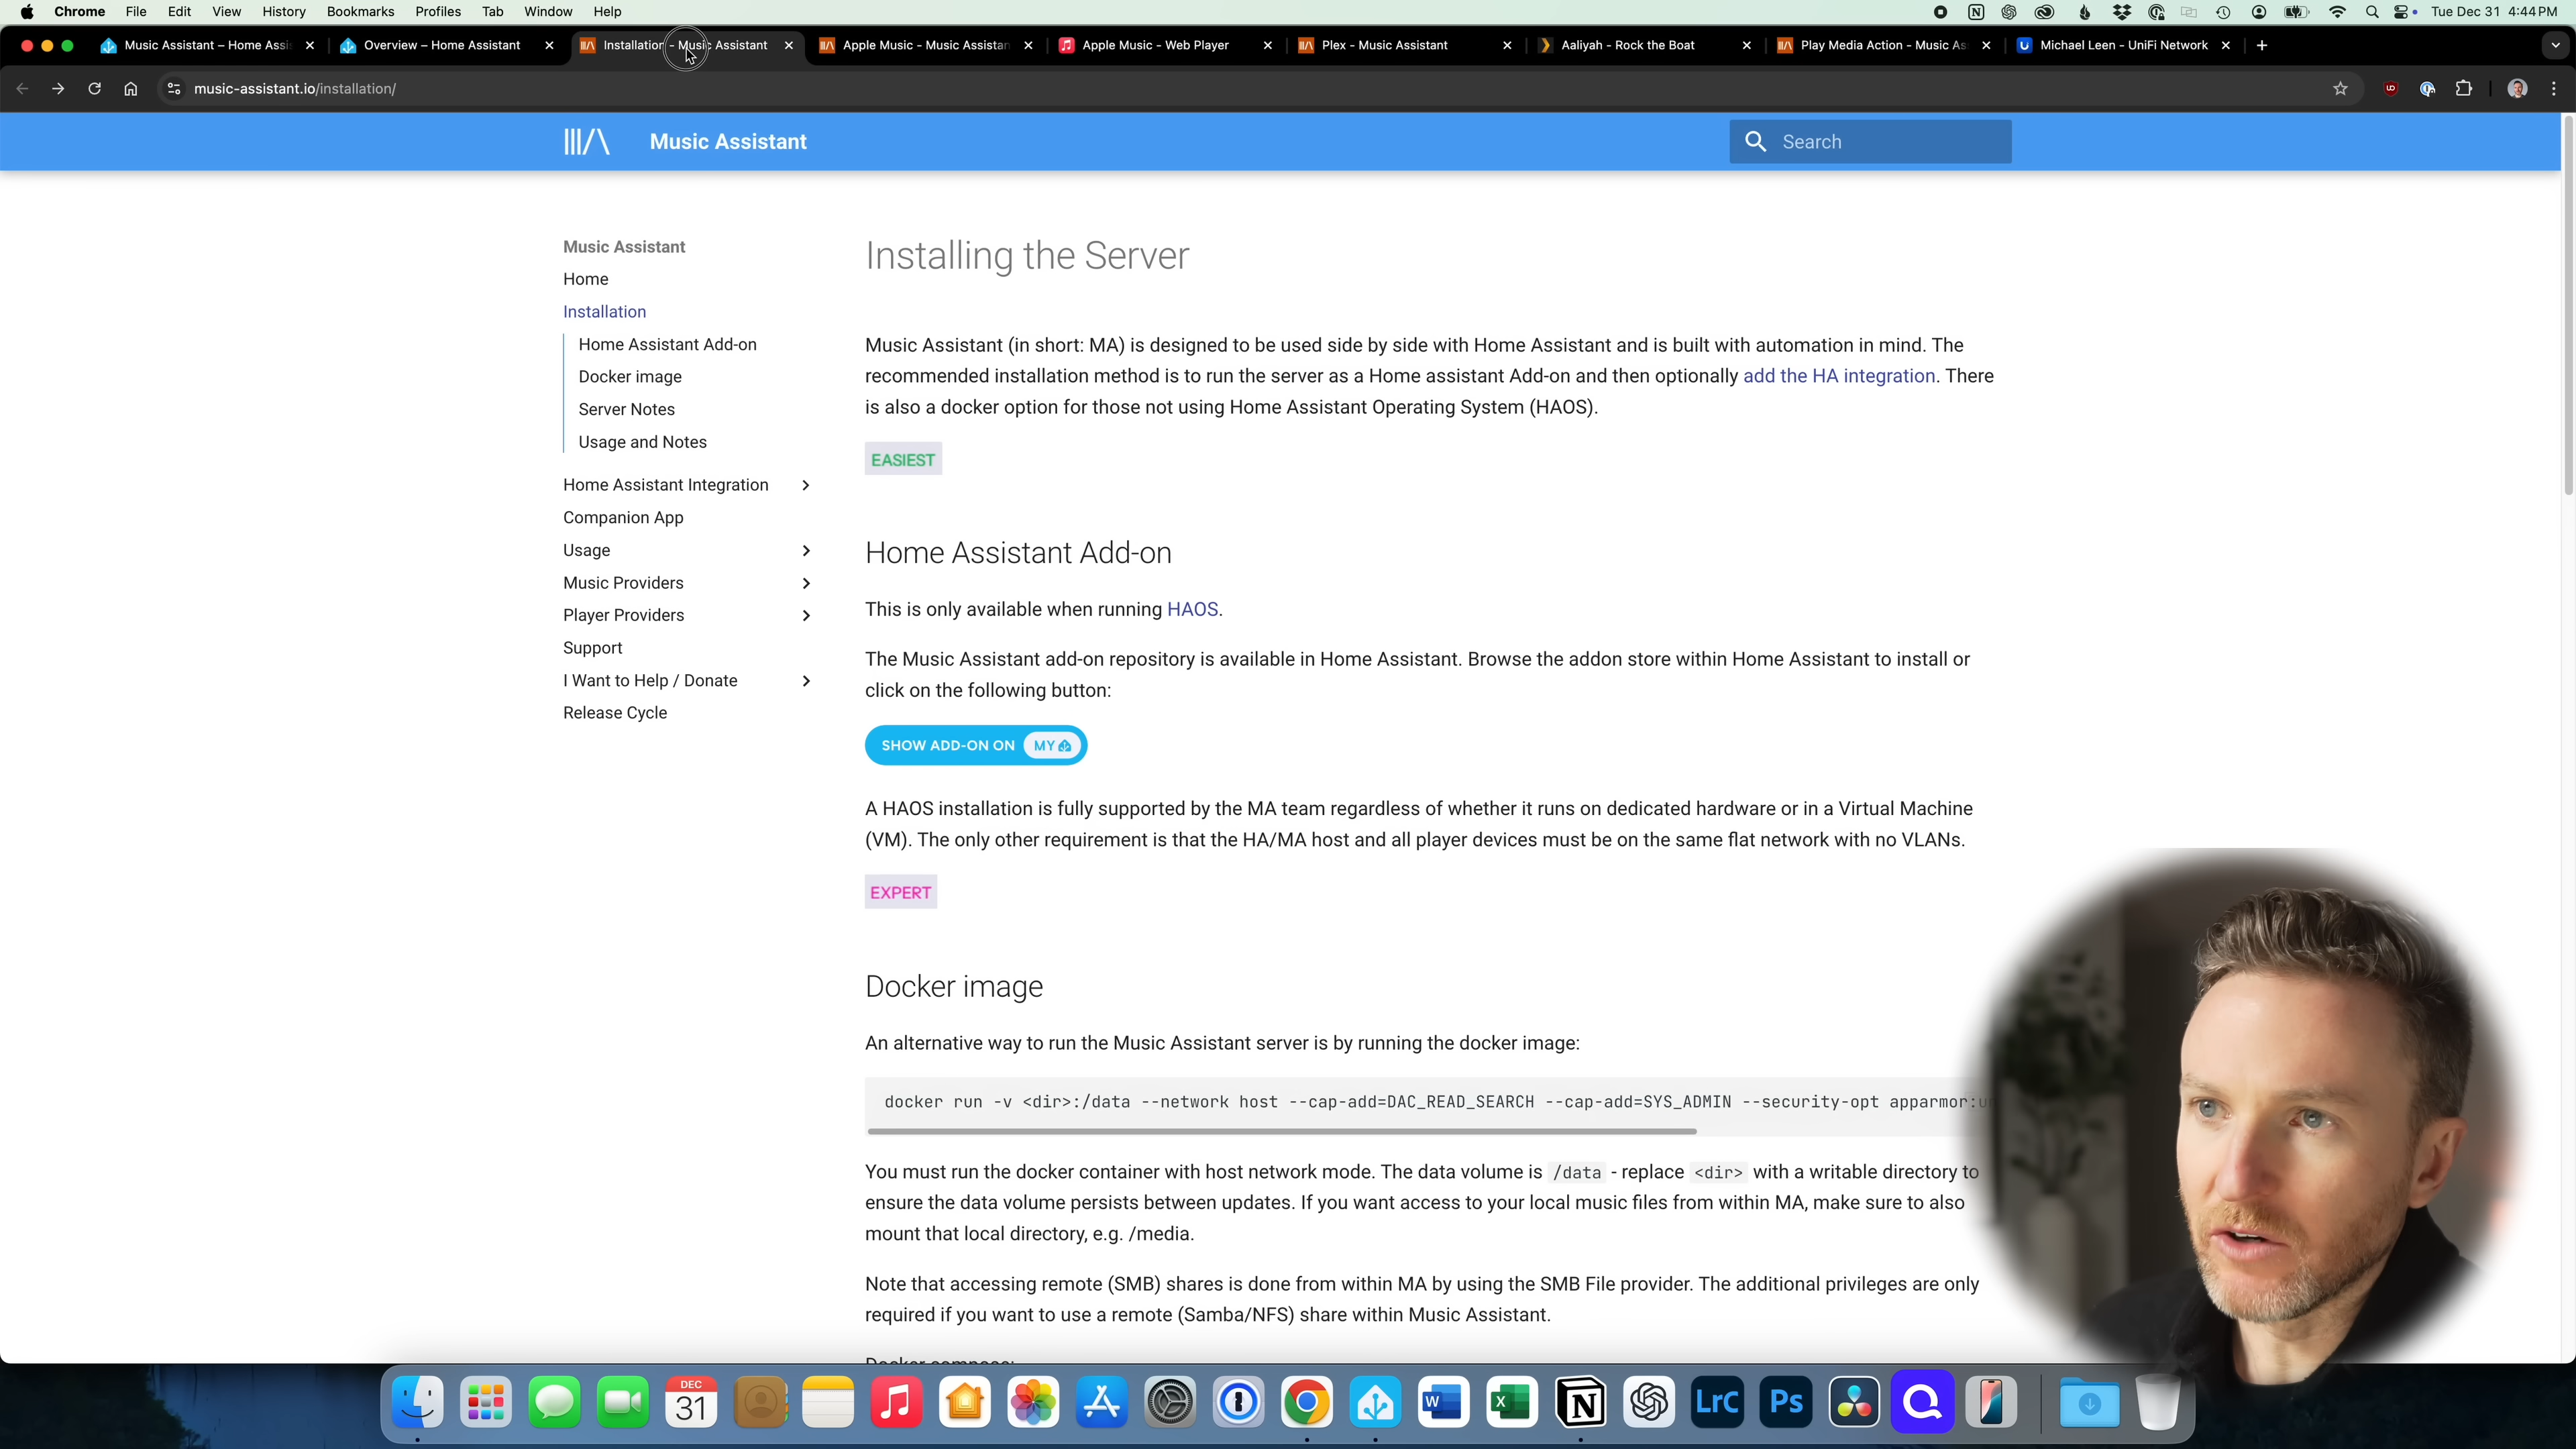 Chrome File Edit View History Bookmarks Profiles Tab Window Help
Tue Dec 31 4:44 PM
Music Assistant – Home Assis
Overview – Home Assistant
Installation - Music Assistant
Apple Music - Music Assistan
Apple Music - Web Player
Plex - Music Assistant
Aaliyah - Rock the Boat
Play Media Action - Music As
Michael Leen - UniFi Network
music-assistant.io/installation/
Music Assistant
Search
Music Assistant
Home
Installation
Home Assistant Add-on
Docker image
Server Notes
Usage and Notes
Home Assistant Integration
Companion App
Usage
Music Providers
Player Providers
Support
I Want to Help / Donate
Release Cycle
Installing the Server
Music Assistant (in short: MA) is designed to be used side by side with Home Assistant and is built with automation in mind. The
recommended installation method is to run the server as a Home assistant Add-on and then optionally add the HA integration. There
is also a docker option for those not using Home Assistant Operating System (HAOS).
EASIEST
Home Assistant Add-on
This is only available when running HAOS.
The Music Assistant add-on repository is available in Home Assistant. Browse the addon store within Home Assistant to install or
click on the following button:
SHOW ADD-ON ON MY
A HAOS installation is fully supported by the MA team regardless of whether it runs on dedicated hardware or in a Virtual Machine
(VM). The only other requirement is that the HA/MA host and all player devices must be on the same flat network with no VLANs.
EXPERT
Docker image
An alternative way to run the Music Assistant server is by running the docker image:
docker run -v <dir>:/data --network host --cap-add=DAC_READ_SEARCH --cap-add=SYS_ADMIN --security-opt apparmor:un
You must run the docker container with host network mode. The data volume is /data - replace <dir> with a writable directory to
ensure the data volume persists between updates. If you want access to your local music files from within MA, make sure to also
mount that local directory, e.g. /media.
Note that accessing remote (SMB) shares is done from within MA by using the SMB File provider. The additional privileges are only
required if you want to use a remote (Samba/NFS) share within Music Assistant.
Docker compose:
DEC
31
W
X
N
LrC
Ps